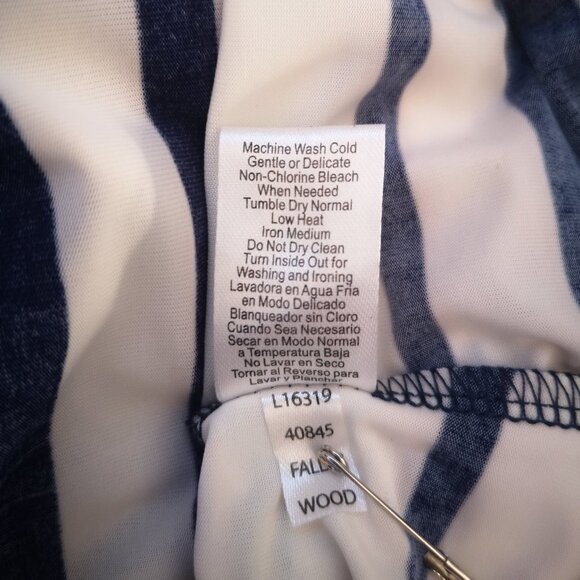 Machine Wash Cold
Gentle or Delicate
Non-Chlorine Bleach
When Needed
Tumble Dry Normal
Low Heat
Iron Medium
Do Not Dry Clean
Turn Inside Out for
Washing and Ironing
Lavadora en Agua Fria
en Modo Delicado
Blanqueador sin Cloro
Cuando Sea Necesario
Secar en Modo Normal
a Temperatura Baja
No Lavar en Seco
Tornar al Reverso para
Lavar y Planchar
L16319
40845
FALL
WOOD